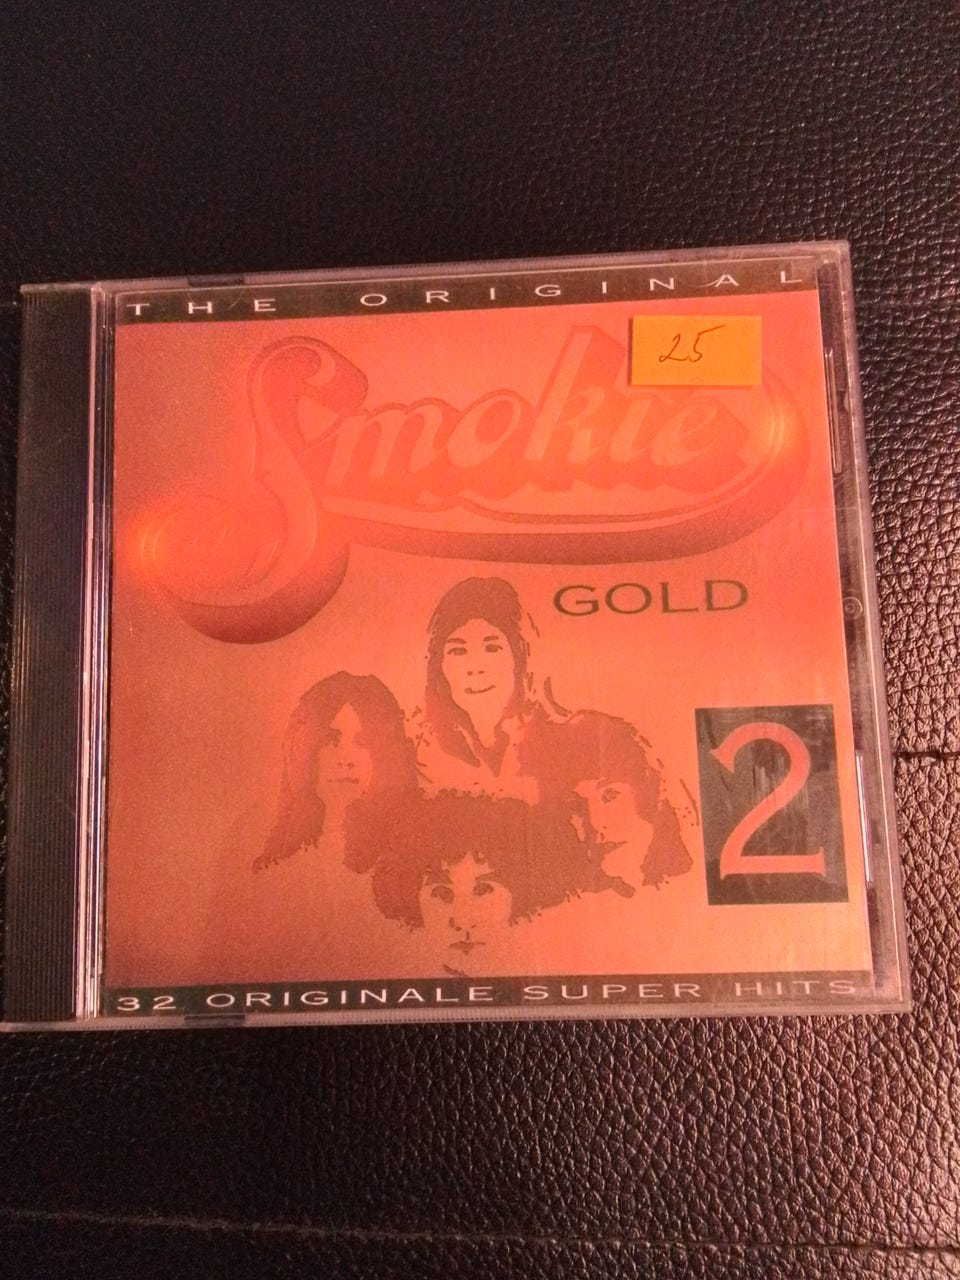 THE ORIGINAL
25
Smokie
GOLD
2
32 ORIGINALE SUPER HITS